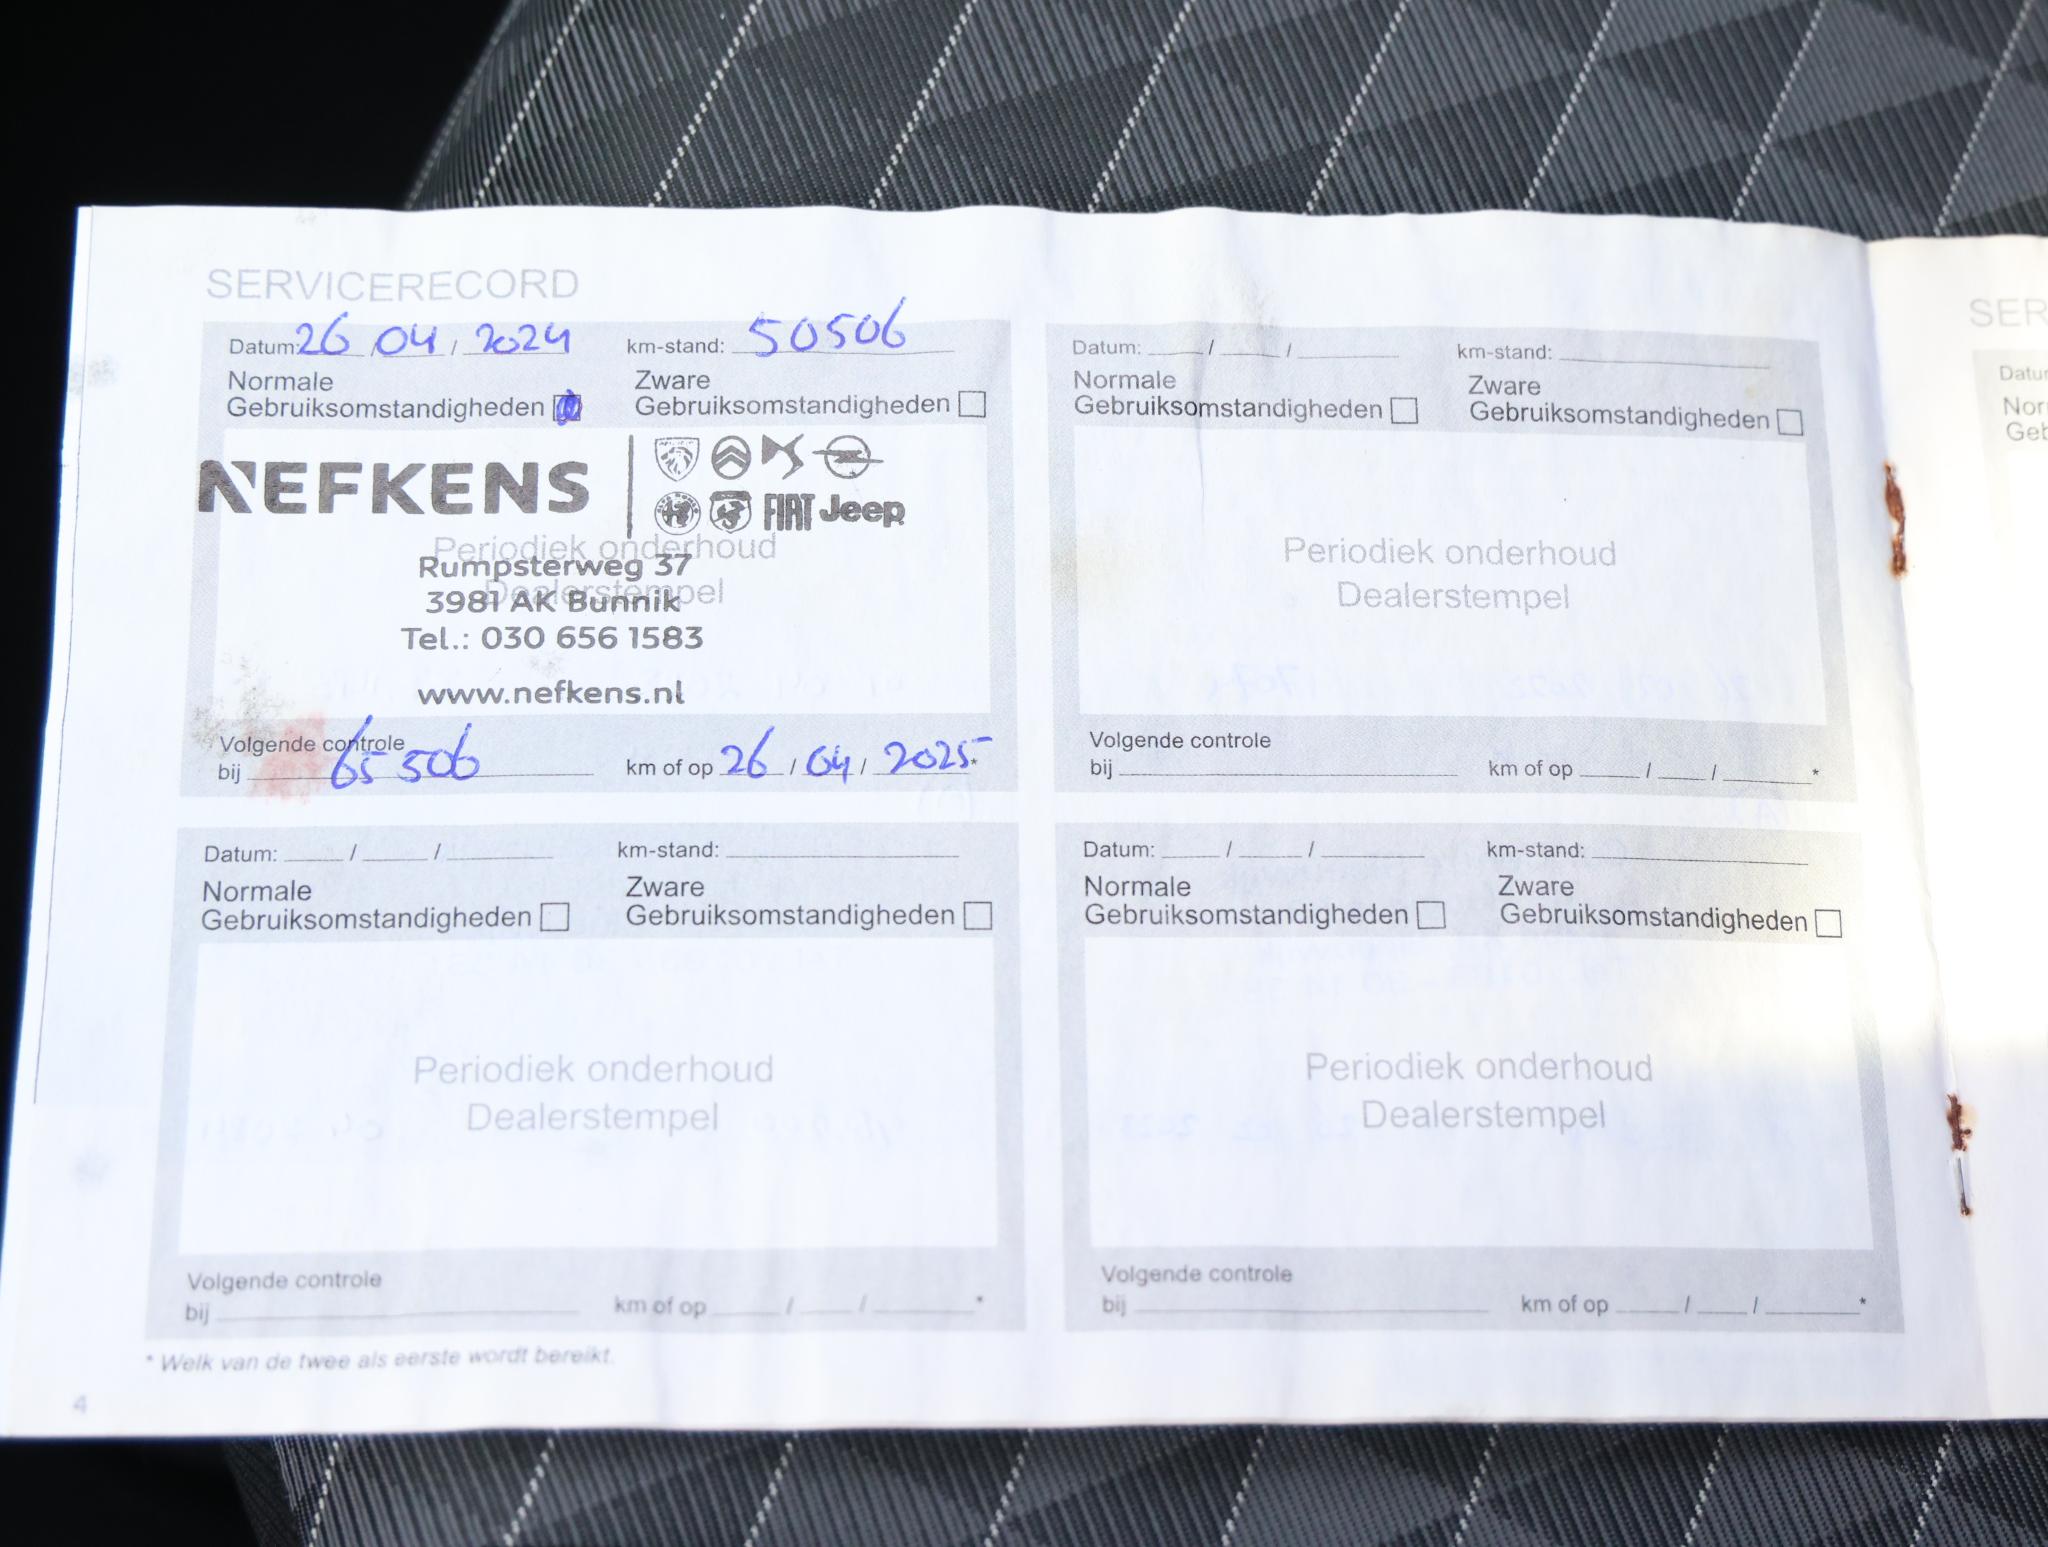 SERVICERECORD
Datum: 26 / 04 / 2024 km-stand: 50506
Normale Zware
Gebruiksomstandigheden Gebruiksomstandigheden
NEFKENS
FIAT Jeep
Periodiek onderhoud
Dealerstempel
Rumpsterweg 37
3981 AK Bunnik
Tel.: 030 656 1583
www.nefkens.nl
Volgende controle
bij 65 506 km of op 26 / 04 / 2025 *
Datum: / / km-stand:
Normale Zware
Gebruiksomstandigheden Gebruiksomstandigheden
Periodiek onderhoud
Dealerstempel
Volgende controle
bij km of op / / *
Datum: / / km-stand:
Normale Zware
Gebruiksomstandigheden Gebruiksomstandigheden
Periodiek onderhoud
Dealerstempel
Volgende controle
bij km of op / / *
Datum: / / km-stand:
Normale Zware
Gebruiksomstandigheden Gebruiksomstandigheden
Periodiek onderhoud
Dealerstempel
Volgende controle
bij km of op / / *
* Welk van de twee als eerste wordt bereikt.
4